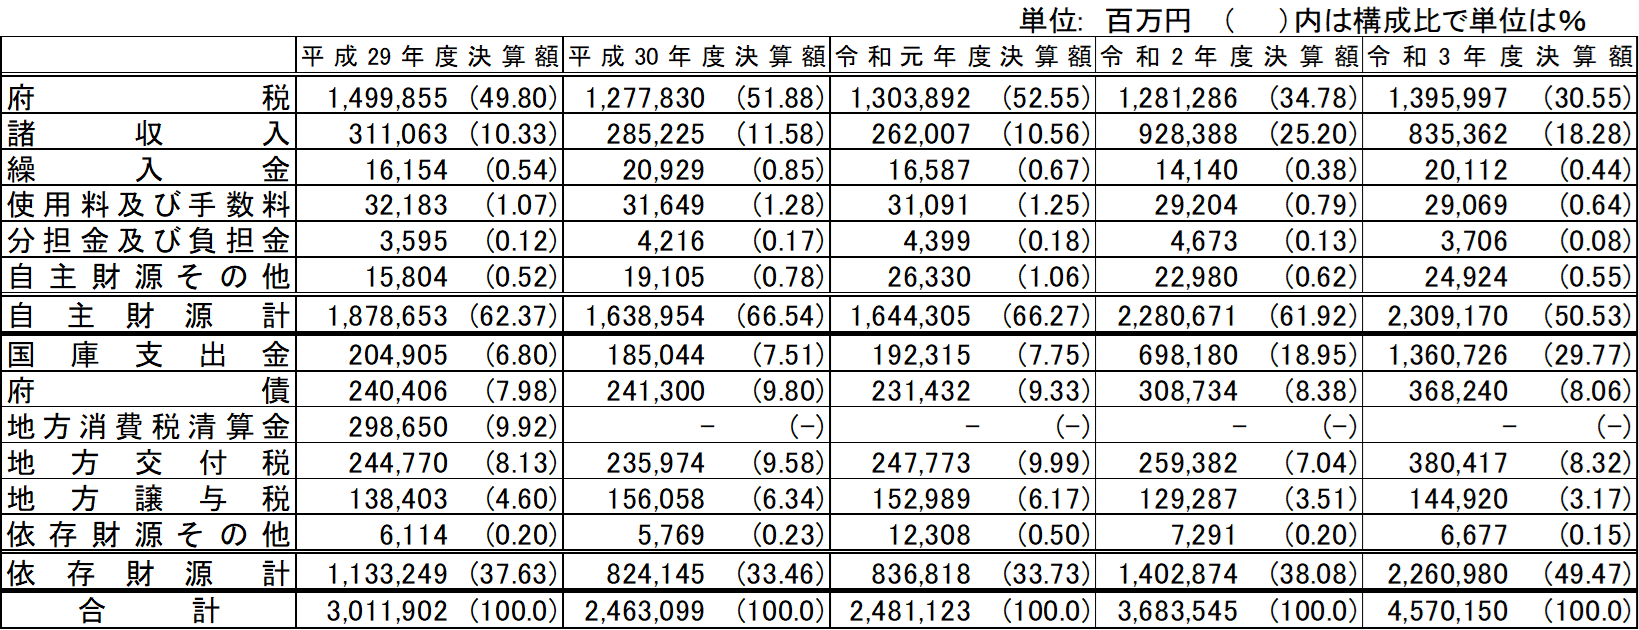 単位: 百万円 ( )内は構成比で単位は%
平成29年度決算額 平成30年度決算額 令和元年度決算額 令和2年度決算額 令和3年度決算額
府税 1,499,855 (49.80) 1,277,830 (51.88) 1,303,892 (52.55) 1,281,286 (34.78) 1,395,997 (30.55)
諸収入 311,063 (10.33) 285,225 (11.58) 262,007 (10.56) 928,388 (25.20) 835,362 (18.28)
繰入金 16,154 (0.54) 20,929 (0.85) 16,587 (0.67) 14,140 (0.38) 20,112 (0.44)
使用料及び手数料 32,183 (1.07) 31,649 (1.28) 31,091 (1.25) 29,204 (0.79) 29,069 (0.64)
分担金及び負担金 3,595 (0.12) 4,216 (0.17) 4,399 (0.18) 4,673 (0.13) 3,706 (0.08)
自主財源その他 15,804 (0.52) 19,105 (0.78) 26,330 (1.06) 22,980 (0.62) 24,924 (0.55)
自主財源計 1,878,653 (62.37) 1,638,954 (66.54) 1,644,305 (66.27) 2,280,671 (61.92) 2,309,170 (50.53)
国庫支出金 204,905 (6.80) 185,044 (7.51) 192,315 (7.75) 698,180 (18.95) 1,360,726 (29.77)
府債 240,406 (7.98) 241,300 (9.80) 231,432 (9.33) 308,734 (8.38) 368,240 (8.06)
地方消費税清算金 298,650 (9.92) − (−) − (−) − (−) − (−)
地方交付税 244,770 (8.13) 235,974 (9.58) 247,773 (9.99) 259,382 (7.04) 380,417 (8.32)
地方譲与税 138,403 (4.60) 156,058 (6.34) 152,989 (6.17) 129,287 (3.51) 144,920 (3.17)
依存財源その他 6,114 (0.20) 5,769 (0.23) 12,308 (0.50) 7,291 (0.20) 6,677 (0.15)
依存財源計 1,133,249 (37.63) 824,145 (33.46) 836,818 (33.73) 1,402,874 (38.08) 2,260,980 (49.47)
合計 3,011,902 (100.0) 2,463,099 (100.0) 2,481,123 (100.0) 3,683,545 (100.0) 4,570,150 (100.0)